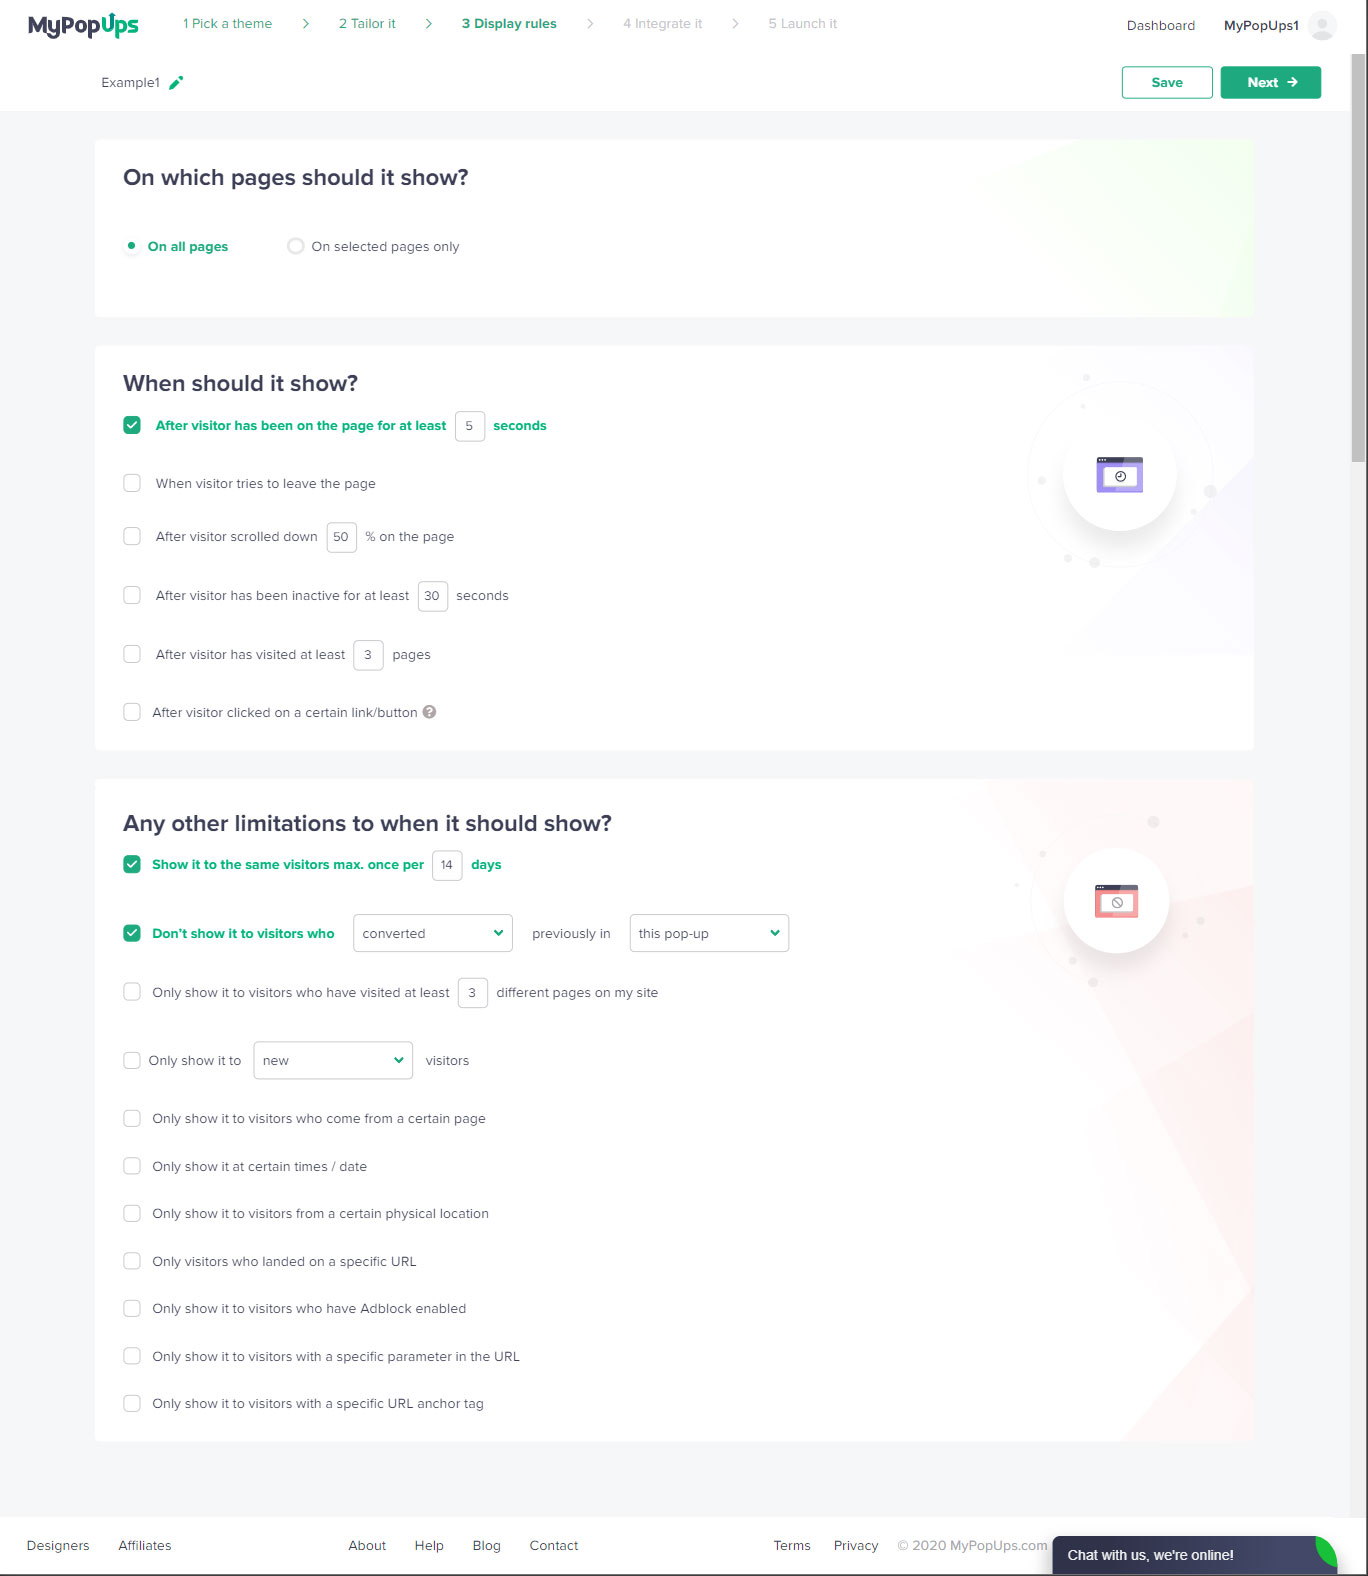 MyPopUps 1 Pick a theme > 2 Tailor it > 3 Display rules > 4 Integrate it > 5 Launch it Dashboard MyPopUps1
Example1 Save Next →
On which pages should it show?
On all pages On selected pages only
When should it show?
After visitor has been on the page for at least 5 seconds
When visitor tries to leave the page
After visitor scrolled down 50 % on the page
After visitor has been inactive for at least 30 seconds
After visitor has visited at least 3 pages
After visitor clicked on a certain link/button ?
Any other limitations to when it should show?
Show it to the same visitors max. once per 14 days
Don't show it to visitors who converted previously in this pop-up
Only show it to visitors who have visited at least 3 different pages on my site
Only show it to new visitors
Only show it to visitors who come from a certain page
Only show it at certain times / date
Only show it to visitors from a certain physical location
Only visitors who landed on a specific URL
Only show it to visitors who have Adblock enabled
Only show it to visitors with a specific parameter in the URL
Only show it to visitors with a specific URL anchor tag
Designers Affiliates About Help Blog Contact Terms Privacy © 2020 MyPopUps.com
Chat with us, we're online!